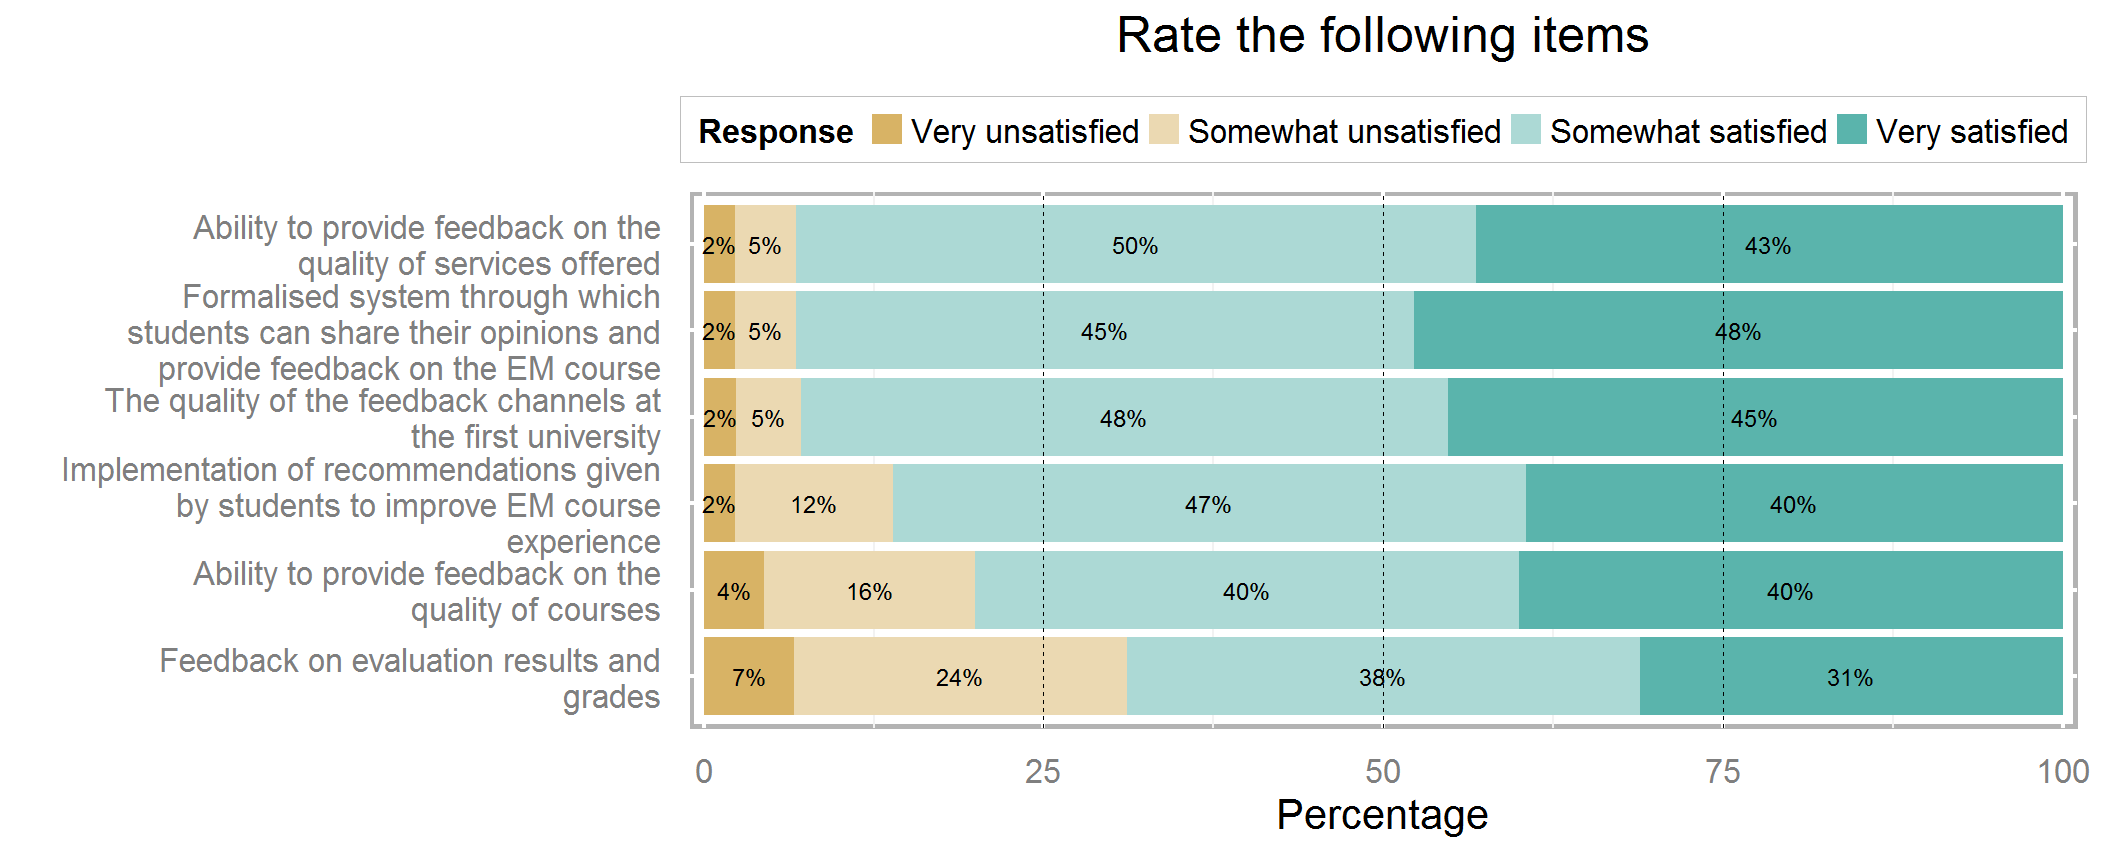 Rate the following items
Response Very unsatisfied Somewhat unsatisfied Somewhat satisfied Very satisfied
Ability to provide feedback on the
quality of services offered
2% 5% 50% 43%
Formalised system through which
students can share their opinions and
provide feedback on the EM course
2% 5% 45% 48%
The quality of the feedback channels at
the first university
2% 5% 48% 45%
Implementation of recommendations given
by students to improve EM course
experience
2% 12% 47% 40%
Ability to provide feedback on the
quality of courses
4% 16% 40% 40%
Feedback on evaluation results and
grades
7% 24% 38% 31%
0 25 50 75 100
Percentage